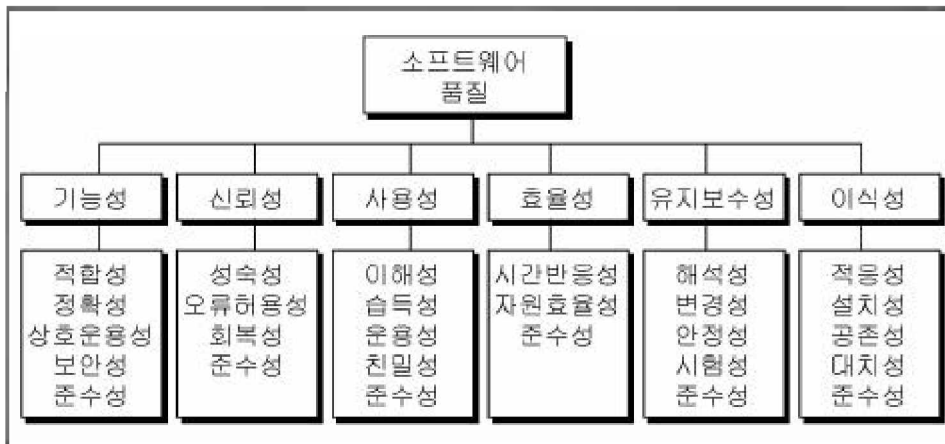 소프트웨어
품질
기능성
신뢰성
사용성
효율성
유지보수성
이식성
적합성
정확성
상호운용성
보안성
준수성
성숙성
오류허용성
회복성
준수성
이해성
습득성
운용성
친밀성
준수성
시간반응성
자원효율성
준수성
해석성
변경성
안정성
시험성
준수성
적응성
설치성
공존성
대치성
준수성